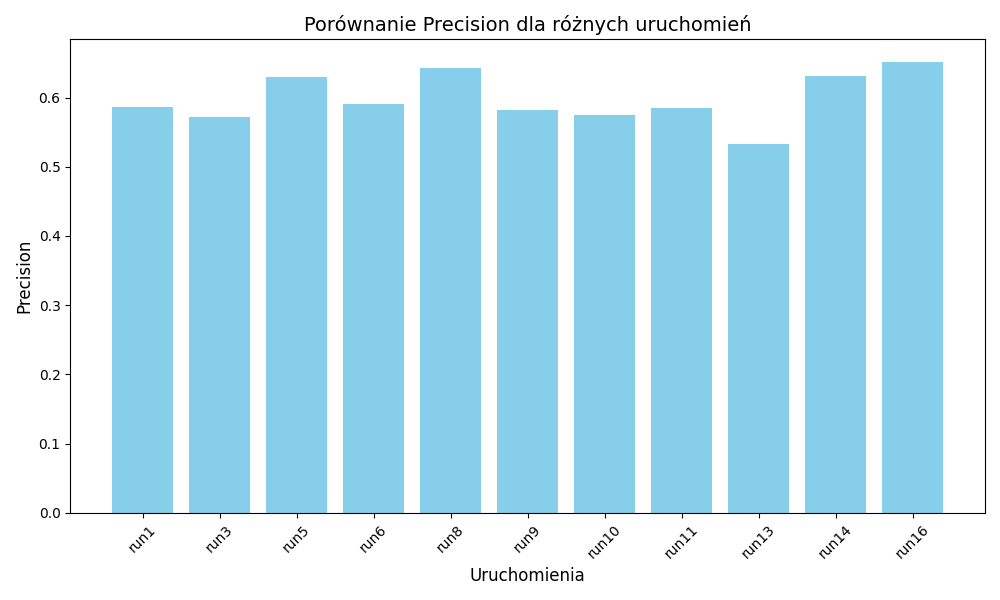 Porównanie Precision dla różnych uruchomień
Precision
0.6
0.5
0.4
0.3
0.2
0.1
0.0
run1
run3
run5
run6
run8
run9
run10
run11
run13
run14
run16
Uruchomienia